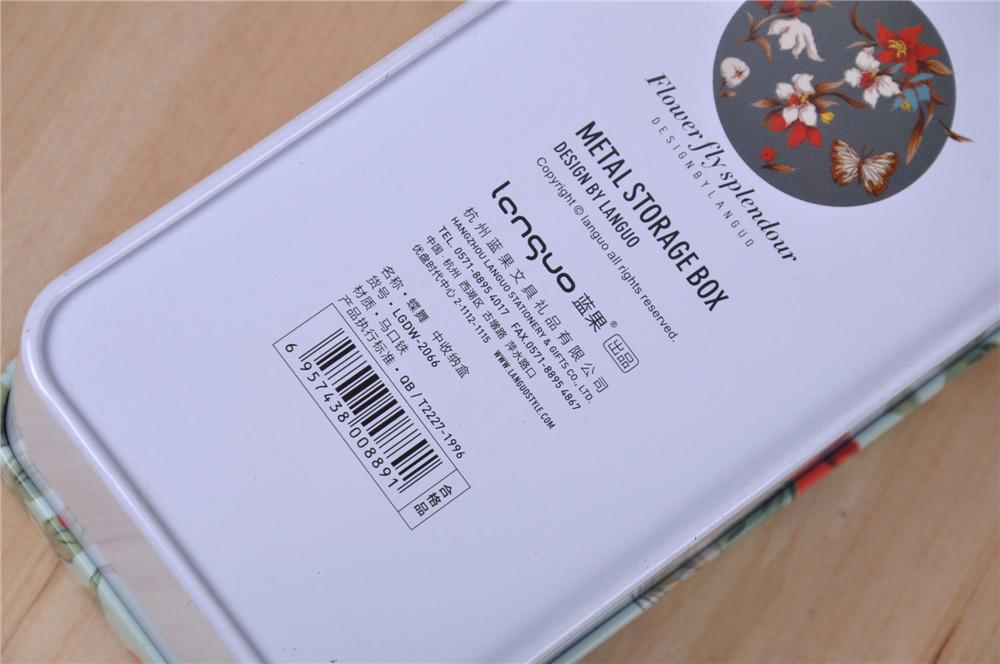 Flower fly splendour
DESIGN BY LANGUO
METAL STORAGE BOX
DESIGN BY LANGUO
Copyright © languo all rights reserved.
languo 蓝果® 出品
杭州蓝果文具礼品有限公司
HANGZHOU LANGUO STATIONERY & GIFTS CO., LTD.
TEL. 0571-8895 4017 FAX.0571-8895 4867
中国·杭州 西湖区 古墩路 萍水路口
优盘时代中心 2-1112-1115 WWW.LANGUOSTYLE.COM
名称·蝶舞 中收纳盒
货号·LGDW-2066
材质·马口铁
产品执行标准·QB/T2227-1996
6 957438 008891
合格品